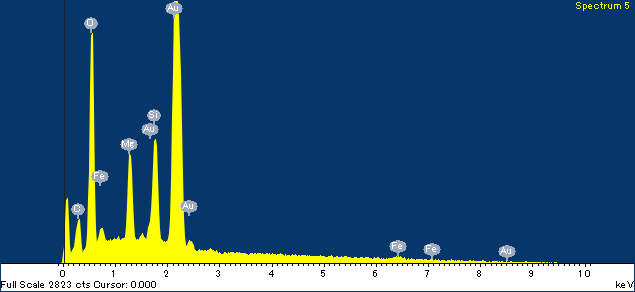 Spectrum 5
Au
O
Si
Au
Mg
Fe
C
Au
Fe
Fe
Au
0 1 2 3 4 5 6 7 8 9 10
Full Scale 2823 cts Cursor: 0.000 keV